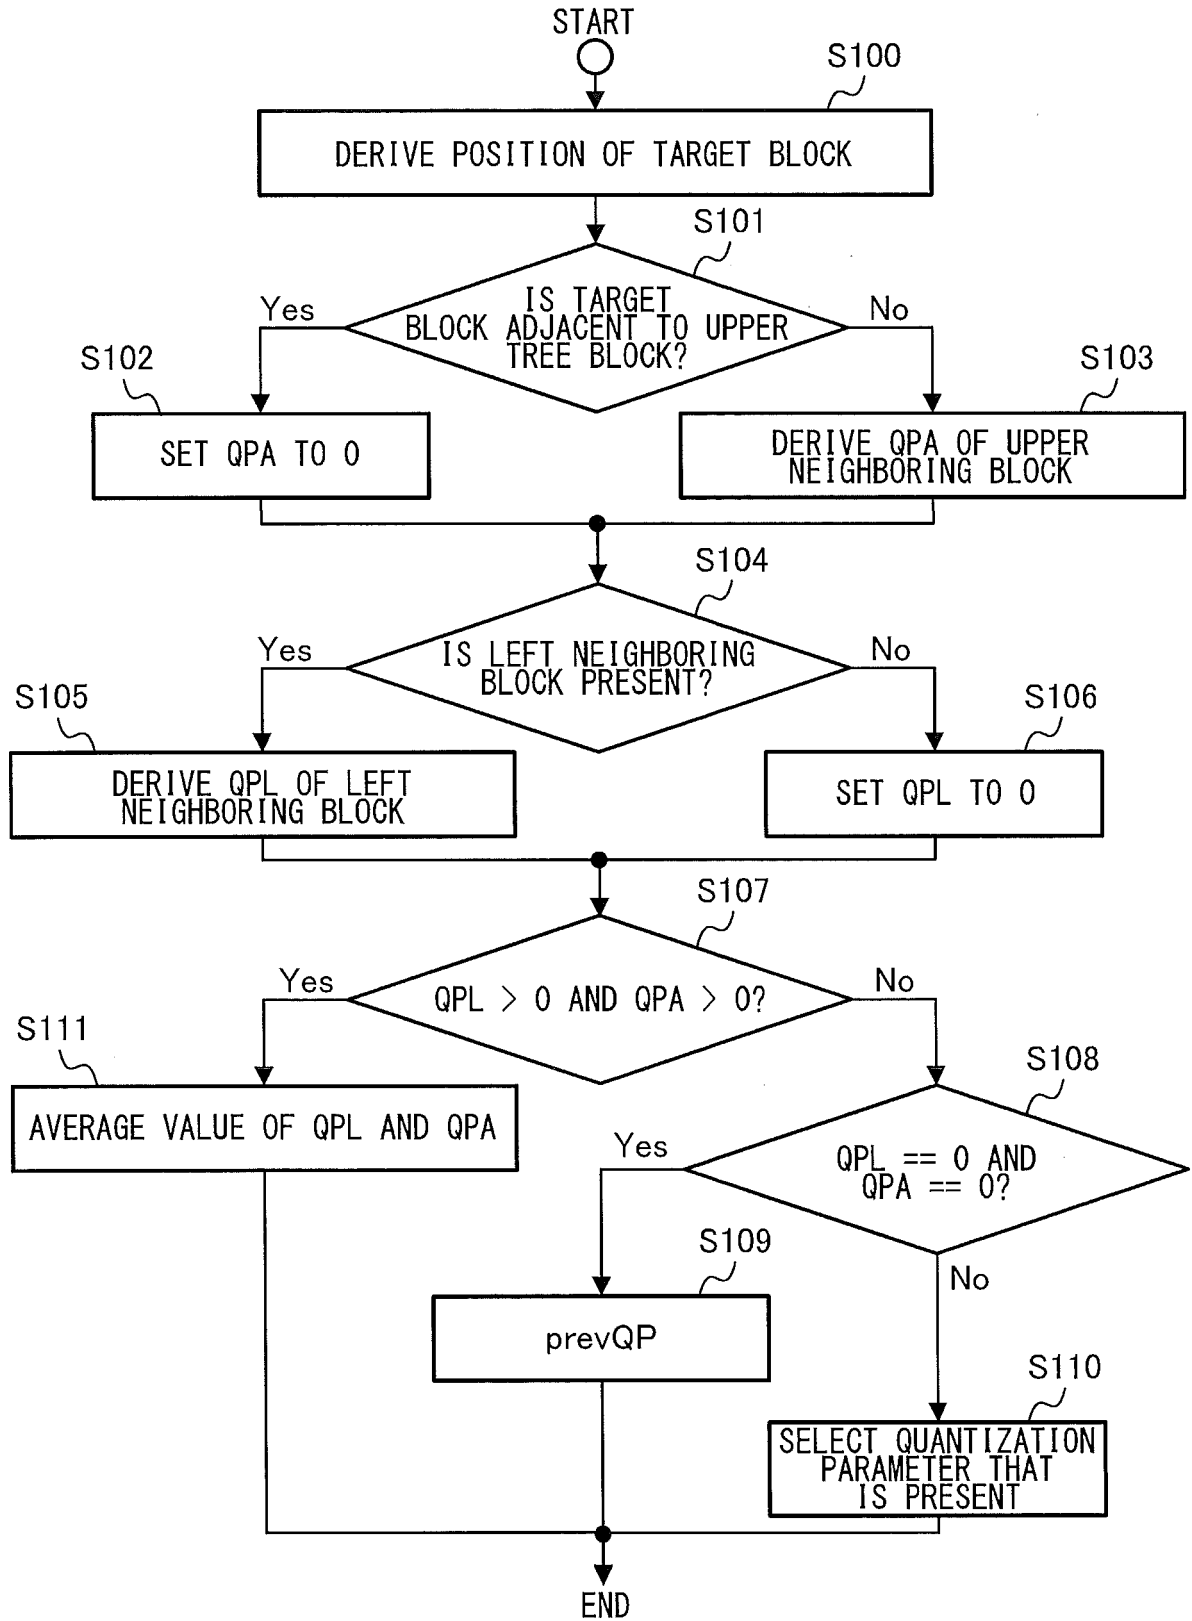 START
S100
DERIVE POSITION OF TARGET BLOCK
S101
IS TARGET
BLOCK ADJACENT TO UPPER
TREE BLOCK?
Yes
No
S102
SET QPA TO 0
S103
DERIVE QPA OF UPPER
NEIGHBORING BLOCK
S104
IS LEFT NEIGHBORING
BLOCK PRESENT?
Yes
No
S105
DERIVE QPL OF LEFT
NEIGHBORING BLOCK
S106
SET QPL TO 0
S107
QPL > 0 AND QPA > 0?
Yes
No
S111
AVERAGE VALUE OF QPL AND QPA
S108
QPL == 0 AND
QPA == 0?
Yes
No
S109
prevQP
S110
SELECT QUANTIZATION
PARAMETER THAT
IS PRESENT
END